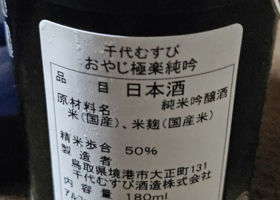 千代むすび
おやじ極楽純吟
品 目 日本酒
原材料名 純米吟醸酒
米(国産)、米麹(国産米)
精米歩合 50%
製造者
鳥取県境港市大正町131
千代むすび酒造株式会社
内容量 180ml
アルコ